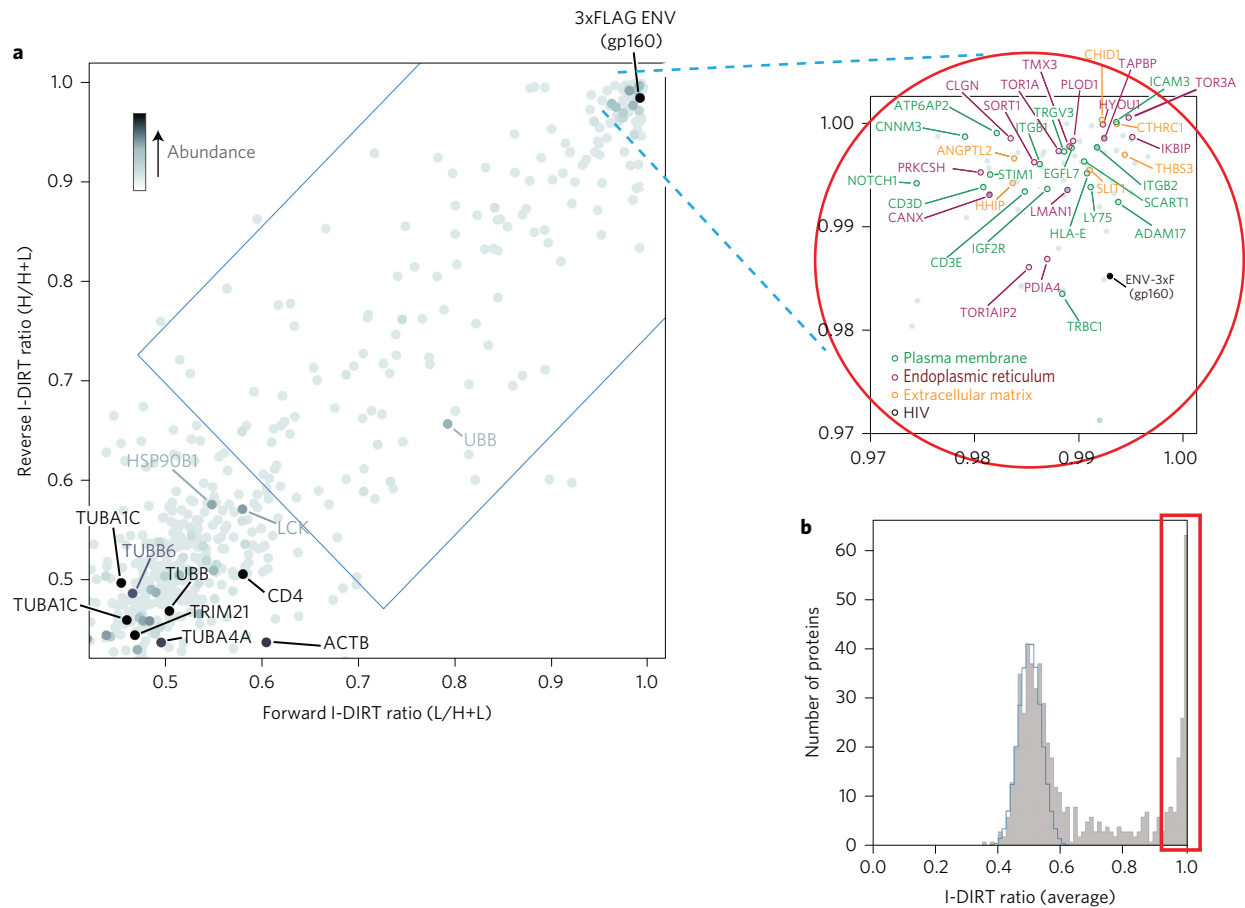 a
3xFLAG ENV
(gp160)
1.0
0.9
0.8
0.7
0.6
0.5
Reverse I-DIRT ratio (H/H+L)
Abundance
UBB
HSP90B1
LCK
TUBA1C
TUBB6
TUBB
CD4
TUBA1C
TRIM21
TUBA4A
ACTB
0.5 0.6 0.7 0.8 0.9 1.0
Forward I-DIRT ratio (L/H+L)
CHID1
TMX3
TAPBP
CLGN
TOR1A
PLOD1
ICAM3
TOR3A
ATP6AP2
SORT1
TRGV3
HYOU1
CNNM3
ITGB1
CTHRC1
ANGPTL2
IKBIP
PRKCSH
STIM1
EGFL7
THBS3
NOTCH1
ITGB2
CD3D
SLIT1
CANX
HHIP
LMAN1
SCART1
LY75
IGF2R
HLA-E
ADAM17
CD3E
PDIA4
ENV-3xF
(gp160)
TOR1AIP2
TRBC1
1.00
0.99
0.98
0.97
Plasma membrane
Endoplasmic reticulum
Extracellular matrix
HIV
0.97 0.98 0.99 1.00
b
60
50
40
30
20
10
0
Number of proteins
0.0 0.2 0.4 0.6 0.8 1.0
I-DIRT ratio (average)